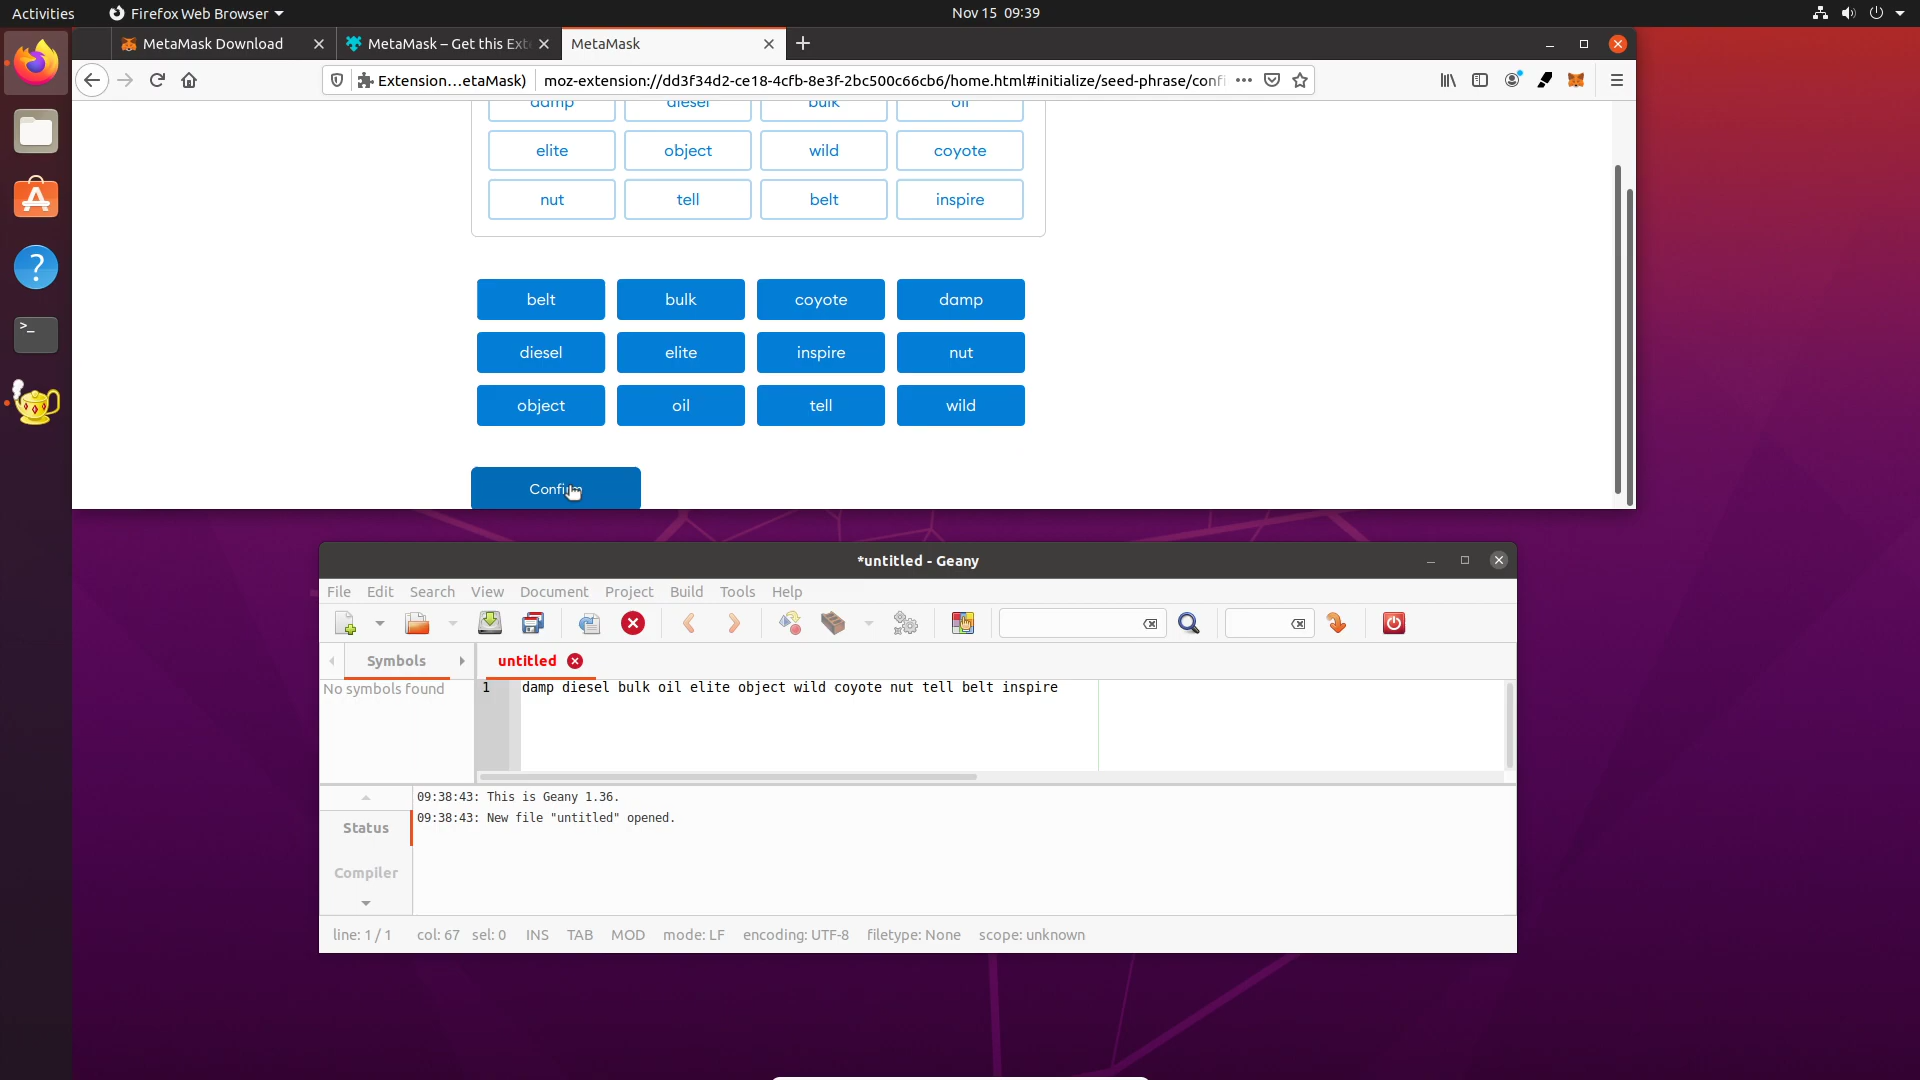 Activities Firefox Web Browser Nov 15 09:39
MetaMask Download MetaMask – Get this Ext MetaMask
Extension…etaMask) moz-extension://dd3f34d2-ce18-4cfb-8e3f-2bc500c66cb6/home.html#initialize/seed-phrase/confi
damp diesel bulk oil
elite object wild coyote
nut tell belt inspire
belt bulk coyote damp
diesel elite inspire nut
object oil tell wild
Confirm
*untitled - Geany
File Edit Search View Document Project Build Tools Help
Symbols untitled
No symbols found 1 damp diesel bulk oil elite object wild coyote nut tell belt inspire
09:38:43: This is Geany 1.36.
Status 09:38:43: New file "untitled" opened.
Compiler
line: 1 / 1 col: 67 sel: 0 INS TAB MOD mode: LF encoding: UTF-8 filetype: None scope: unknown